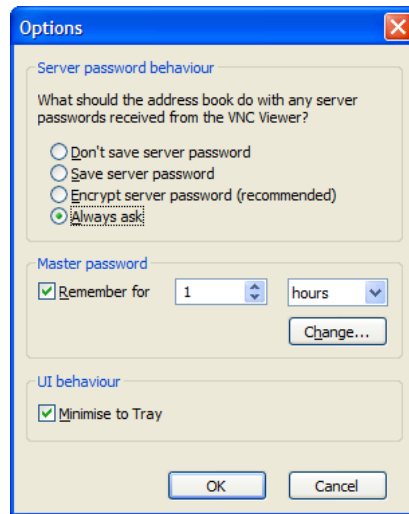 Options
Server password behaviour
What should the address book do with any server
passwords received from the VNC Viewer?
Don't save server password
Save server password
Encrypt server password (recommended)
Always ask
Master password
Remember for 1 hours
Change...
UI behaviour
Minimise to Tray
OK Cancel